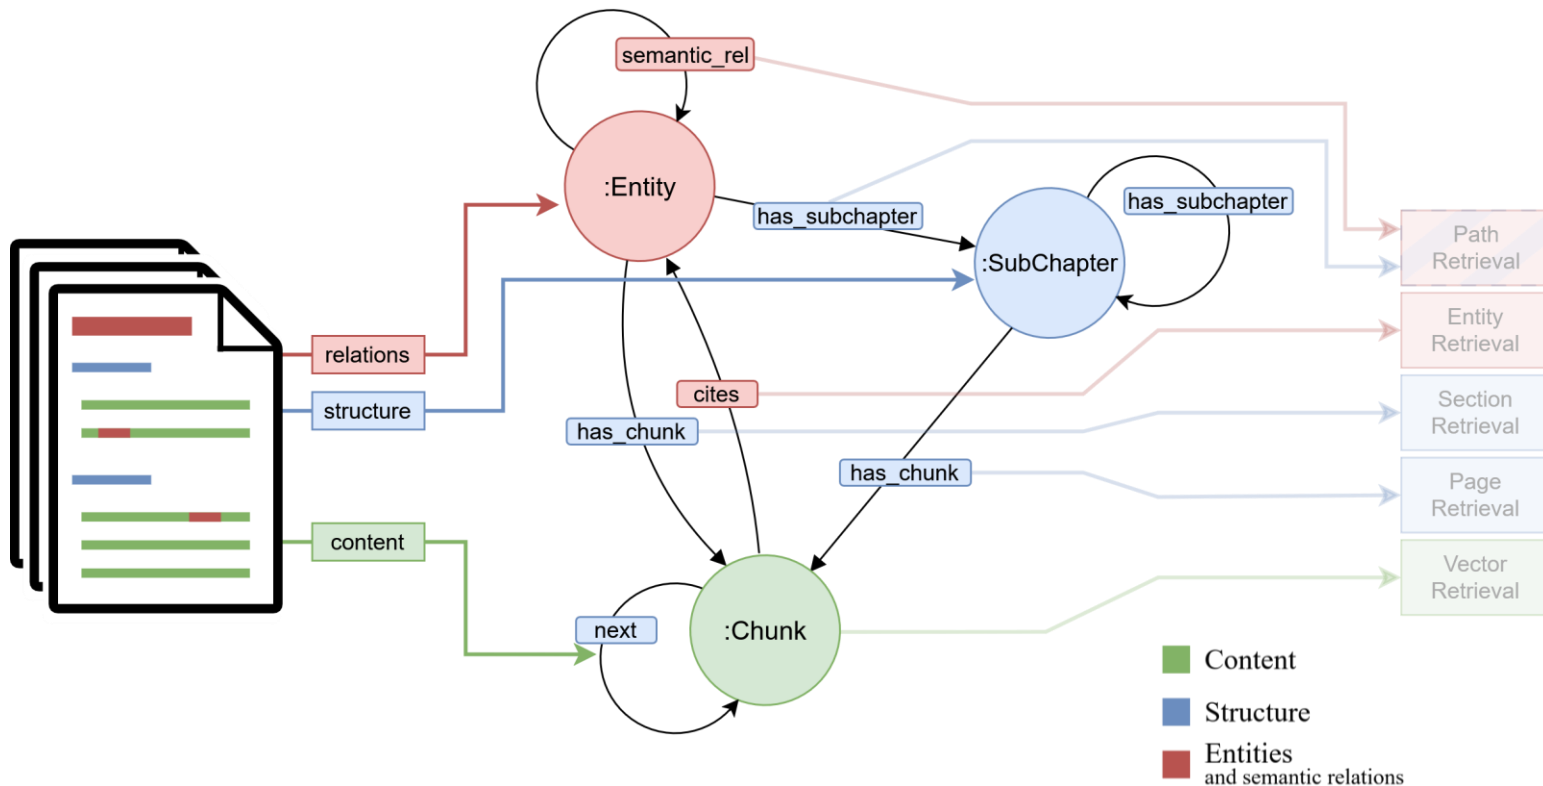 semantic_rel
:Entity
has_subchapter
has_subchapter
:SubChapter
Path
Retrieval
Entity
Retrieval
relations
structure
cites
has_chunk
Section
Retrieval
has_chunk
Page
Retrieval
content
Vector
Retrieval
next
:Chunk
Content
Structure
Entities
and semantic relations